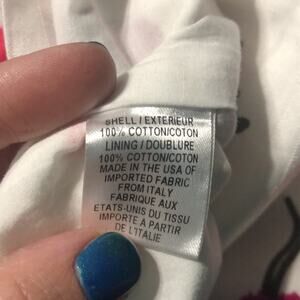 SHELL / EXTERIEUR
100% COTTON/COTON
LINING / DOUBLURE
100% COTTON/COTON
MADE IN THE USA OF
IMPORTED FABRIC
FROM ITALY
FABRIQUE AUX
ETATS-UNIS DU TISSU
IMPORTE À PARTIR
DE L'ITALIE